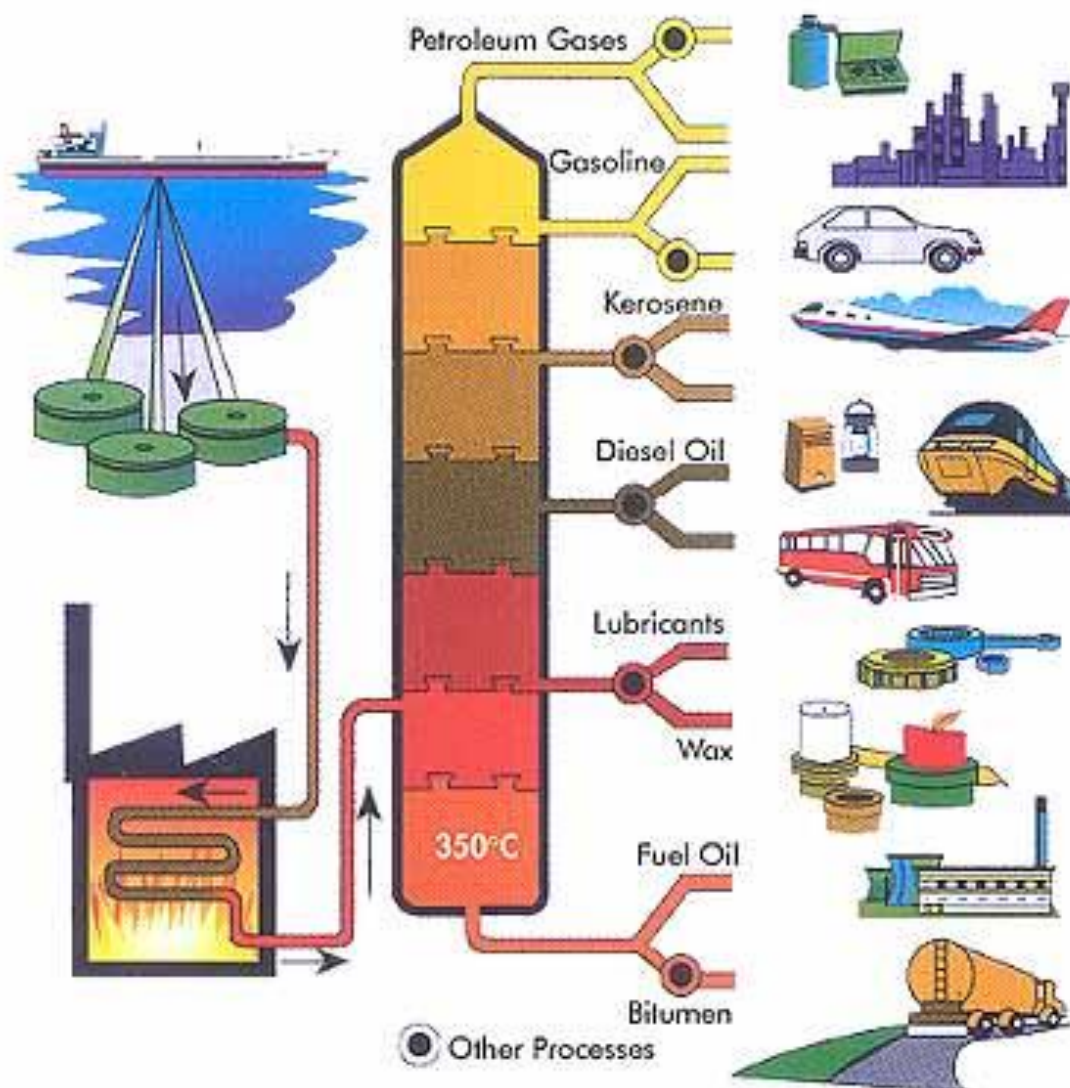 Petroleum Gases
Gasoline
Kerosene
Diesel Oil
Lubricants
Wax
350°C
Fuel Oil
Bitumen
Other Processes